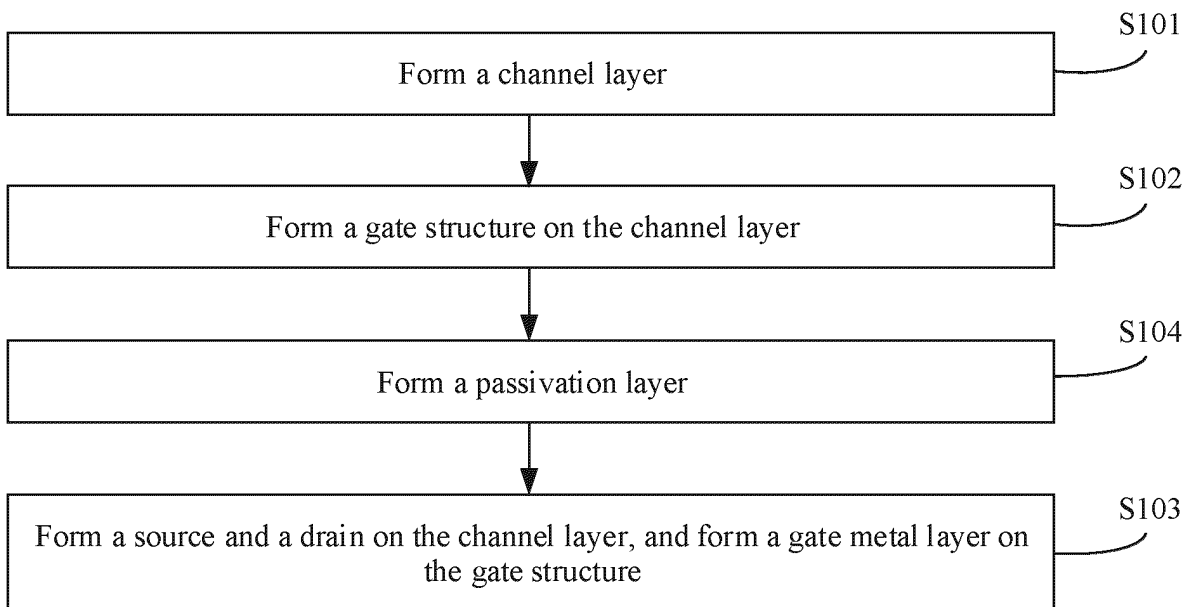 S101
Form a channel layer
S102
Form a gate structure on the channel layer
S104
Form a passivation layer
S103
Form a source and a drain on the channel layer, and form a gate metal layer on
the gate structure